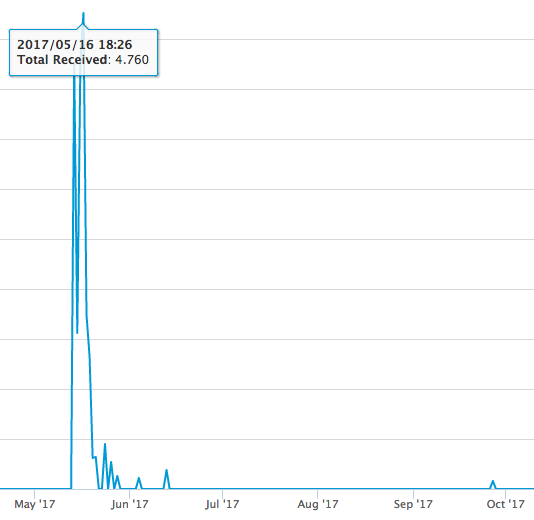 2017/05/16 18:26
Total Received: 4.760
May '17
Jun '17
Jul '17
Aug '17
Sep '17
Oct '17